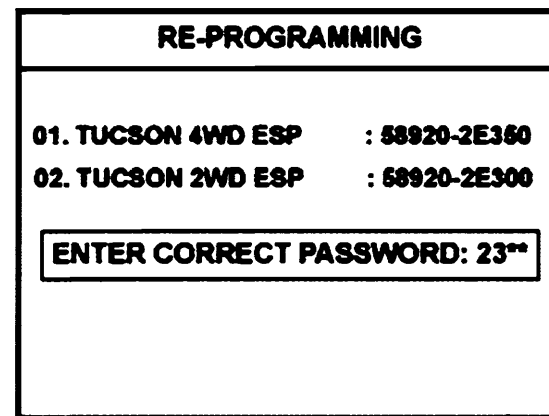 RE-PROGRAMMING
01. TUCSON 4WD ESP : 58920-2E350
02. TUCSON 2WD ESP : 58920-2E300
ENTER CORRECT PASSWORD: 23**